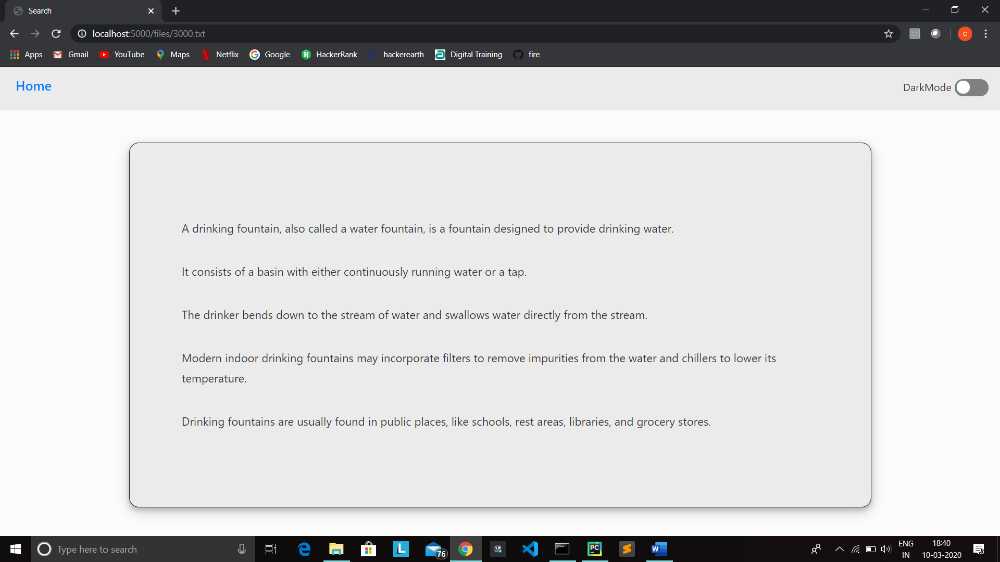 Search
localhost:5000/files/3000.txt
C
Apps Gmail YouTube Maps Netflix Google HackerRank hackerearth Digital Training fire
Home DarkMode
A drinking fountain, also called a water fountain, is a fountain designed to provide drinking water.
It consists of a basin with either continuously running water or a tap.
The drinker bends down to the stream of water and swallows water directly from the stream.
Modern indoor drinking fountains may incorporate filters to remove impurities from the water and chillers to lower its
temperature.
Drinking fountains are usually found in public places, like schools, rest areas, libraries, and grocery stores.
Type here to search
L
76
PC
W
ENG
IN
18:40
10-03-2020